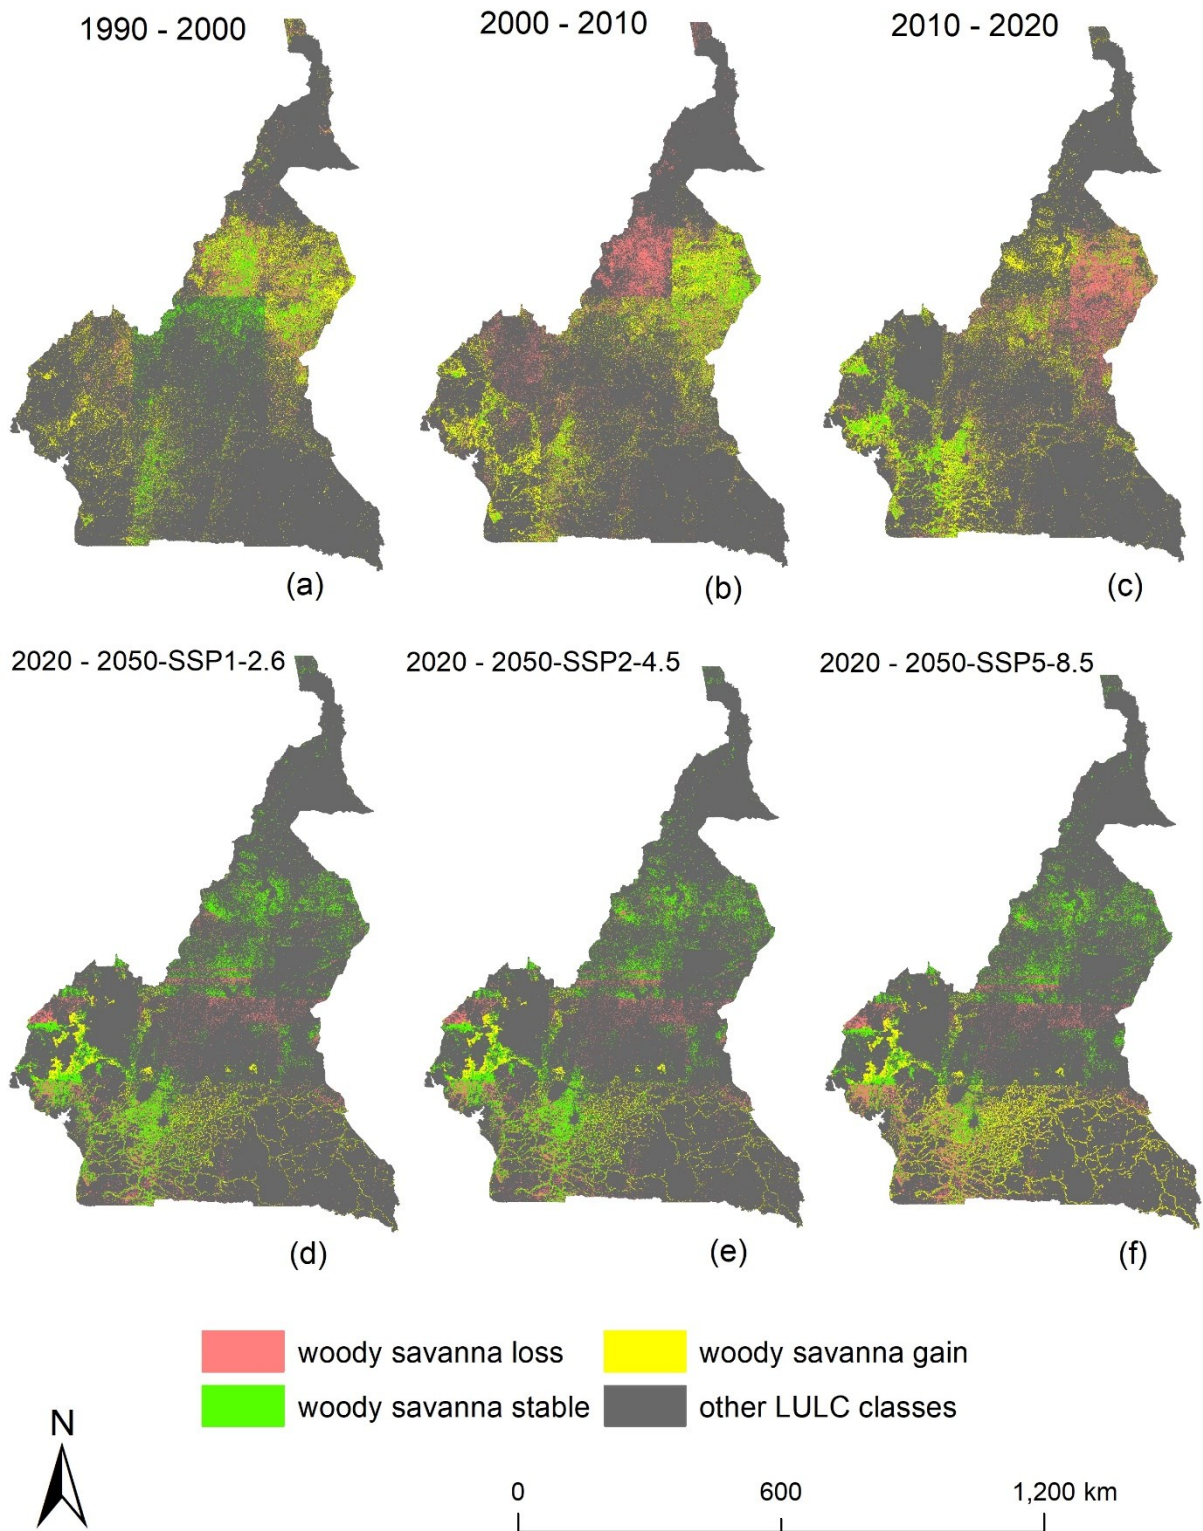 1990 - 2000
2000 - 2010
2010 - 2020
(a)
(b)
(c)
2020 - 2050-SSP1-2.6
2020 - 2050-SSP2-4.5
2020 - 2050-SSP5-8.5
(d)
(e)
(f)
woody savanna loss
woody savanna gain
woody savanna stable
other LULC classes
N
0
600
1,200 km